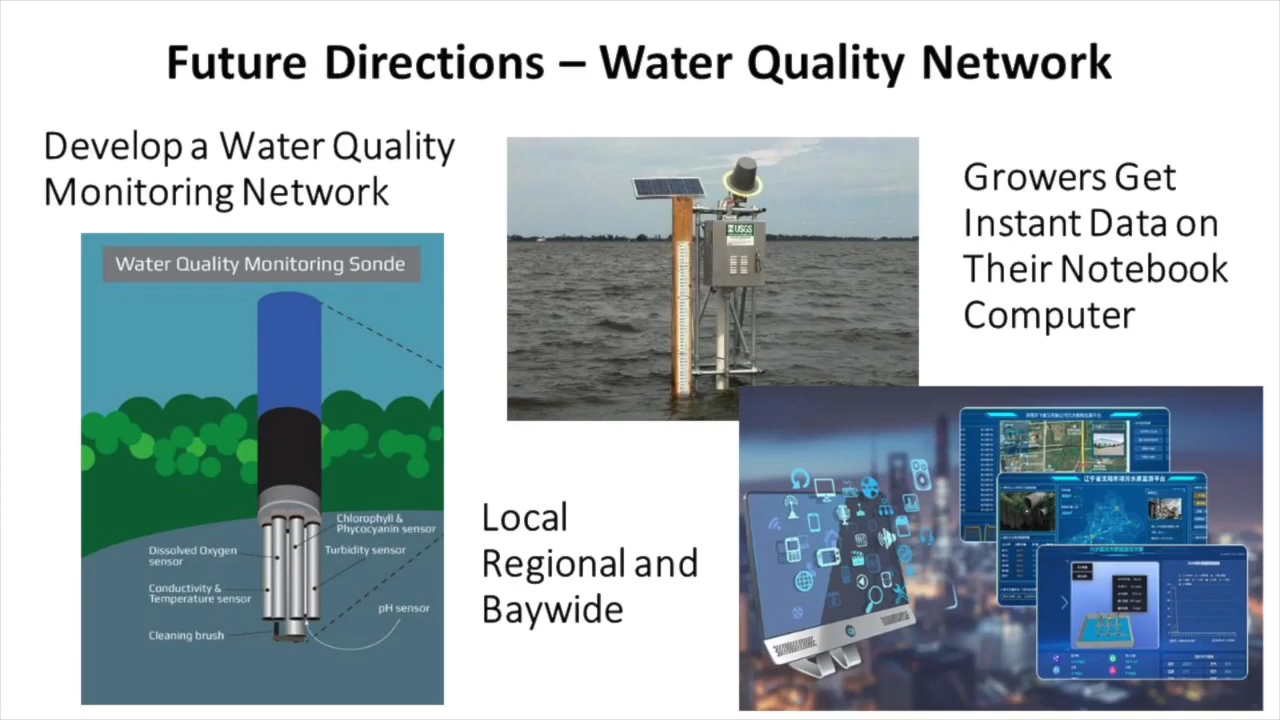 Future Directions – Water Quality Network
Develop a Water Quality
Monitoring Network
Water Quality Monitoring Sonde
Chlorophyll &
Phycocyanin sensor
Dissolved Oxygen
sensor
Turbidity sensor
Conductivity &
Temperature sensor
pH sensor
Cleaning brush
USGS
Growers Get
Instant Data on
Their Notebook
Computer
Local
Regional and
Baywide